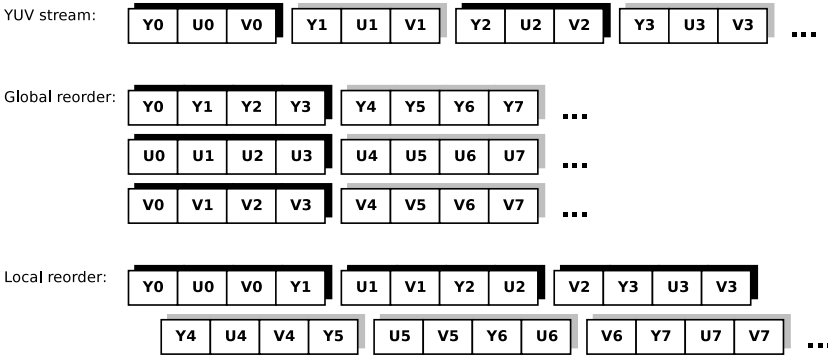 YUV stream: Y0 U0 V0 Y1 U1 V1 Y2 U2 V2 Y3 U3 V3 ...
Global reorder: Y0 Y1 Y2 Y3 Y4 Y5 Y6 Y7 ...
U0 U1 U2 U3 U4 U5 U6 U7 ...
V0 V1 V2 V3 V4 V5 V6 V7 ...
Local reorder: Y0 U0 V0 Y1 U1 V1 Y2 U2 V2 Y3 U3 V3
Y4 U4 V4 Y5 U5 V5 Y6 U6 V6 Y7 U7 V7 ...